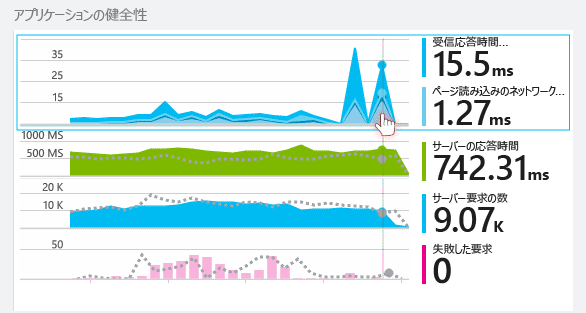 アプリケーションの健全性
35
25
15
受信応答時間...
15.5ms
ページ読み込みのネットワーク...
1.27ms
1000 MS
500 MS
サーバーの応答時間
742.31ms
20 K
10 K
サーバー要求の数
9.07K
50
失敗した要求
0